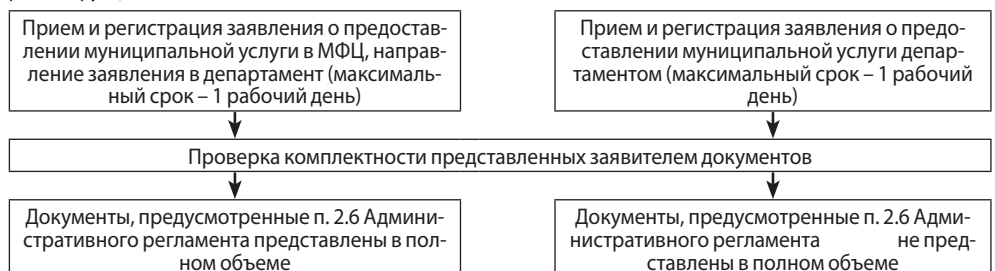 Прием и регистрация заявления о предостав-
лении муниципальной услуги в МФЦ, направ-
ление заявления в департамент (максималь-
ный срок – 1 рабочий день)
Прием и регистрация заявления о предо-
ставлении муниципальной услуги депар-
таментом (максимальный срок – 1 рабочий
день)
Проверка комплектности представленных заявителем документов
Документы, предусмотренные п. 2.6 Админи-
стративного регламента представлены в пол-
ном объеме
Документы, предусмотренные п. 2.6 Адми-
нистративного регламента не пред-
ставлены в полном объеме